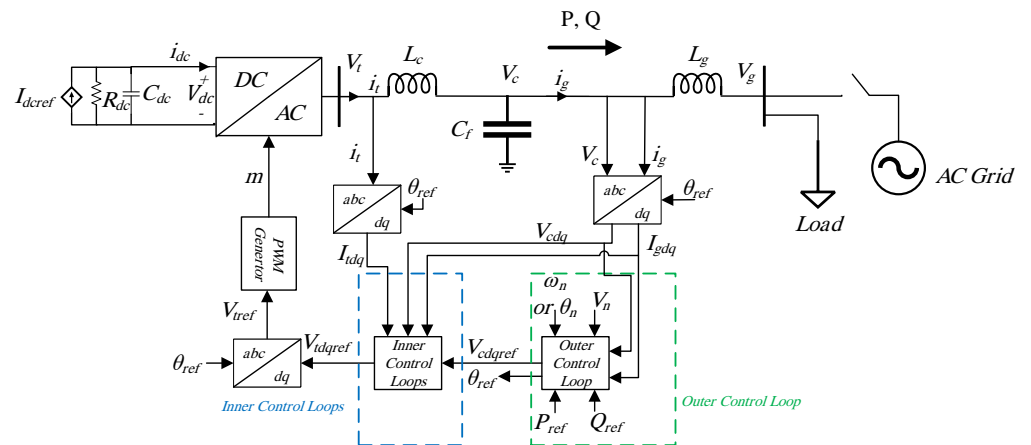 P, Q
i_dc
V_t
L_c
V_c
i_g
L_g
V_g
I_dcref
R_dc
C_dc
+
V_dc
-
DC
AC
i_t
C_f
i_t
V_c
i_g
m
abc
dq
θ_ref
abc
dq
θ_ref
AC Grid
Load
PWM
Genertor
I_tdq
V_cdq
I_gdq
ω_n
or θ_n
V_n
V_tref
θ_ref
abc
dq
V_tdqref
Inner
Control
Loops
V_cdqref
θ_ref
Outer
Control
Loop
P_ref
Q_ref
Inner Control Loops
Outer Control Loop